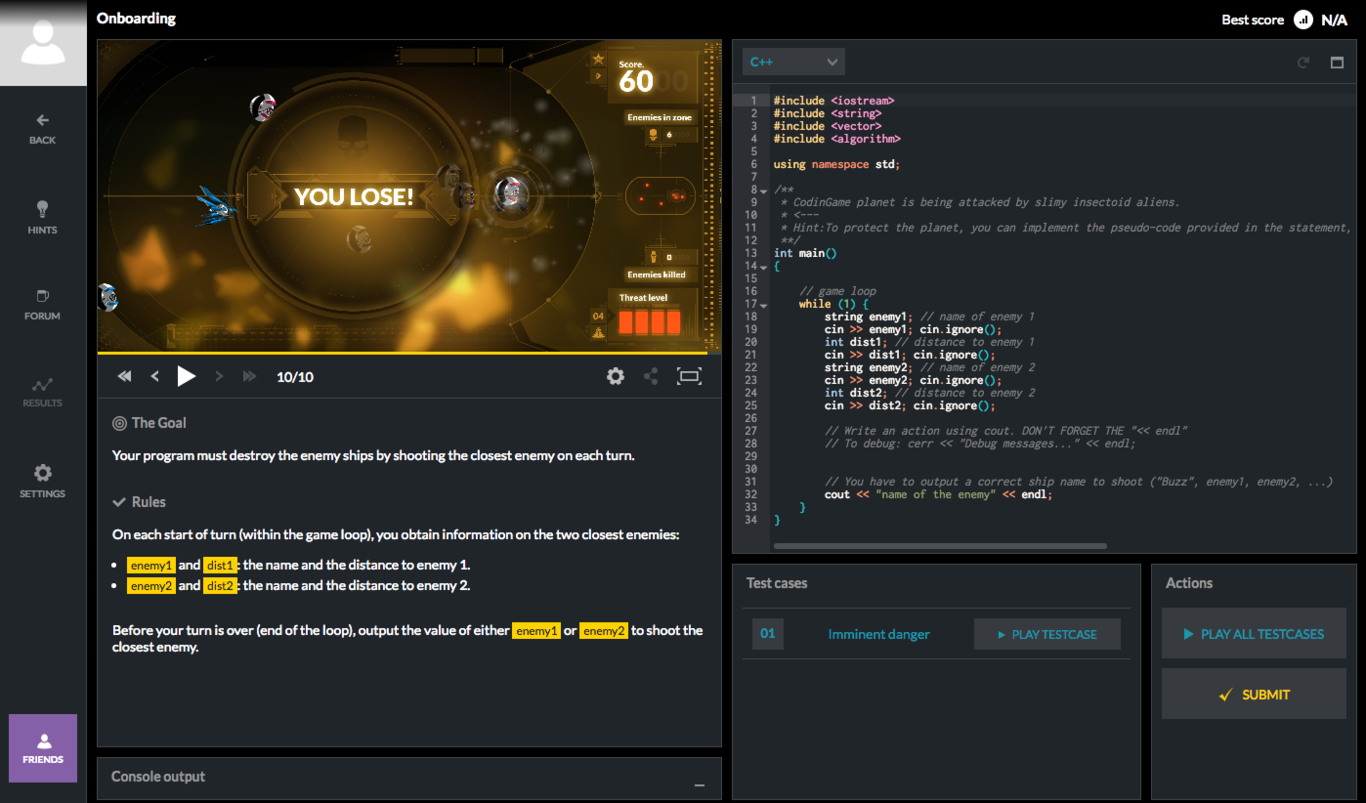 Onboarding
Best score N/A
BACK
HINTS
FORUM
RESULTS
SETTINGS
FRIENDS
Score.
6000
Enemies in zone
6
YOU LOSE!
0
Enemies killed
Threat level
04
10/10
The Goal
Your program must destroy the enemy ships by shooting the closest enemy on each turn.
Rules
On each start of turn (within the game loop), you obtain information on the two closest enemies:
• enemy1 and dist1: the name and the distance to enemy 1.
• enemy2 and dist2: the name and the distance to enemy 2.
Before your turn is over (end of the loop), output the value of either enemy1 or enemy2 to shoot the
closest enemy.
Console output
C++
1 #include <iostream>
2 #include <string>
3 #include <vector>
4 #include <algorithm>
5
6 using namespace std;
7
8 /**
9 * CodinGame planet is being attacked by slimy insectoid aliens.
10 * <---
11 * Hint:To protect the planet, you can implement the pseudo-code provided in the statement,
12 **/
13 int main()
14 {
15
16 // game loop
17 while (1) {
18 string enemy1; // name of enemy 1
19 cin >> enemy1; cin.ignore();
20 int dist1; // distance to enemy 1
21 cin >> dist1; cin.ignore();
22 string enemy2; // name of enemy 2
23 cin >> enemy2; cin.ignore();
24 int dist2; // distance to enemy 2
25 cin >> dist2; cin.ignore();
26
27 // Write an action using cout. DON'T FORGET THE "<< endl"
28 // To debug: cerr << "Debug messages..." << endl;
29
30
31 // You have to output a correct ship name to shoot ("Buzz", enemy1, enemy2, ...)
32 cout << "name of the enemy" << endl;
33 }
34 }
Test cases
01 Imminent danger PLAY TESTCASE
Actions
PLAY ALL TESTCASES
SUBMIT